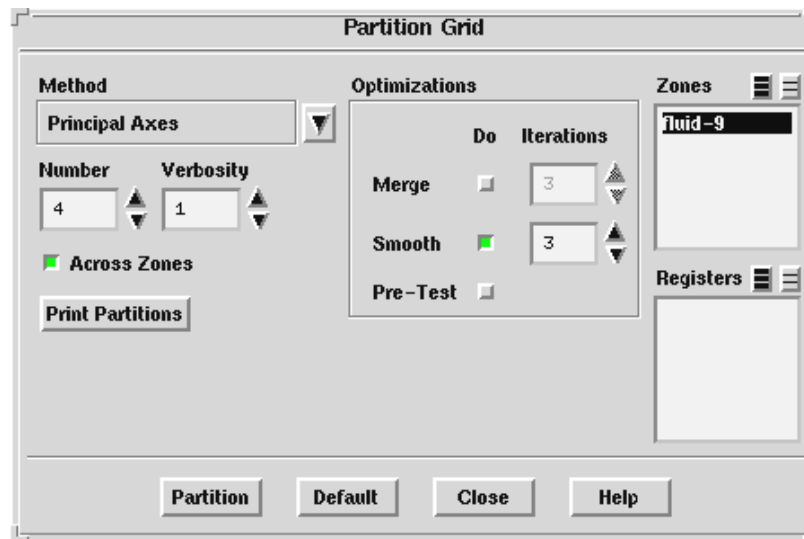 Partition Grid
Method
Principal Axes
Number
4
Verbosity
1
Across Zones
Print Partitions
Optimizations
Do Iterations
Merge 3
Smooth 3
Pre-Test
Zones
fluid-9
Registers
Partition Default Close Help